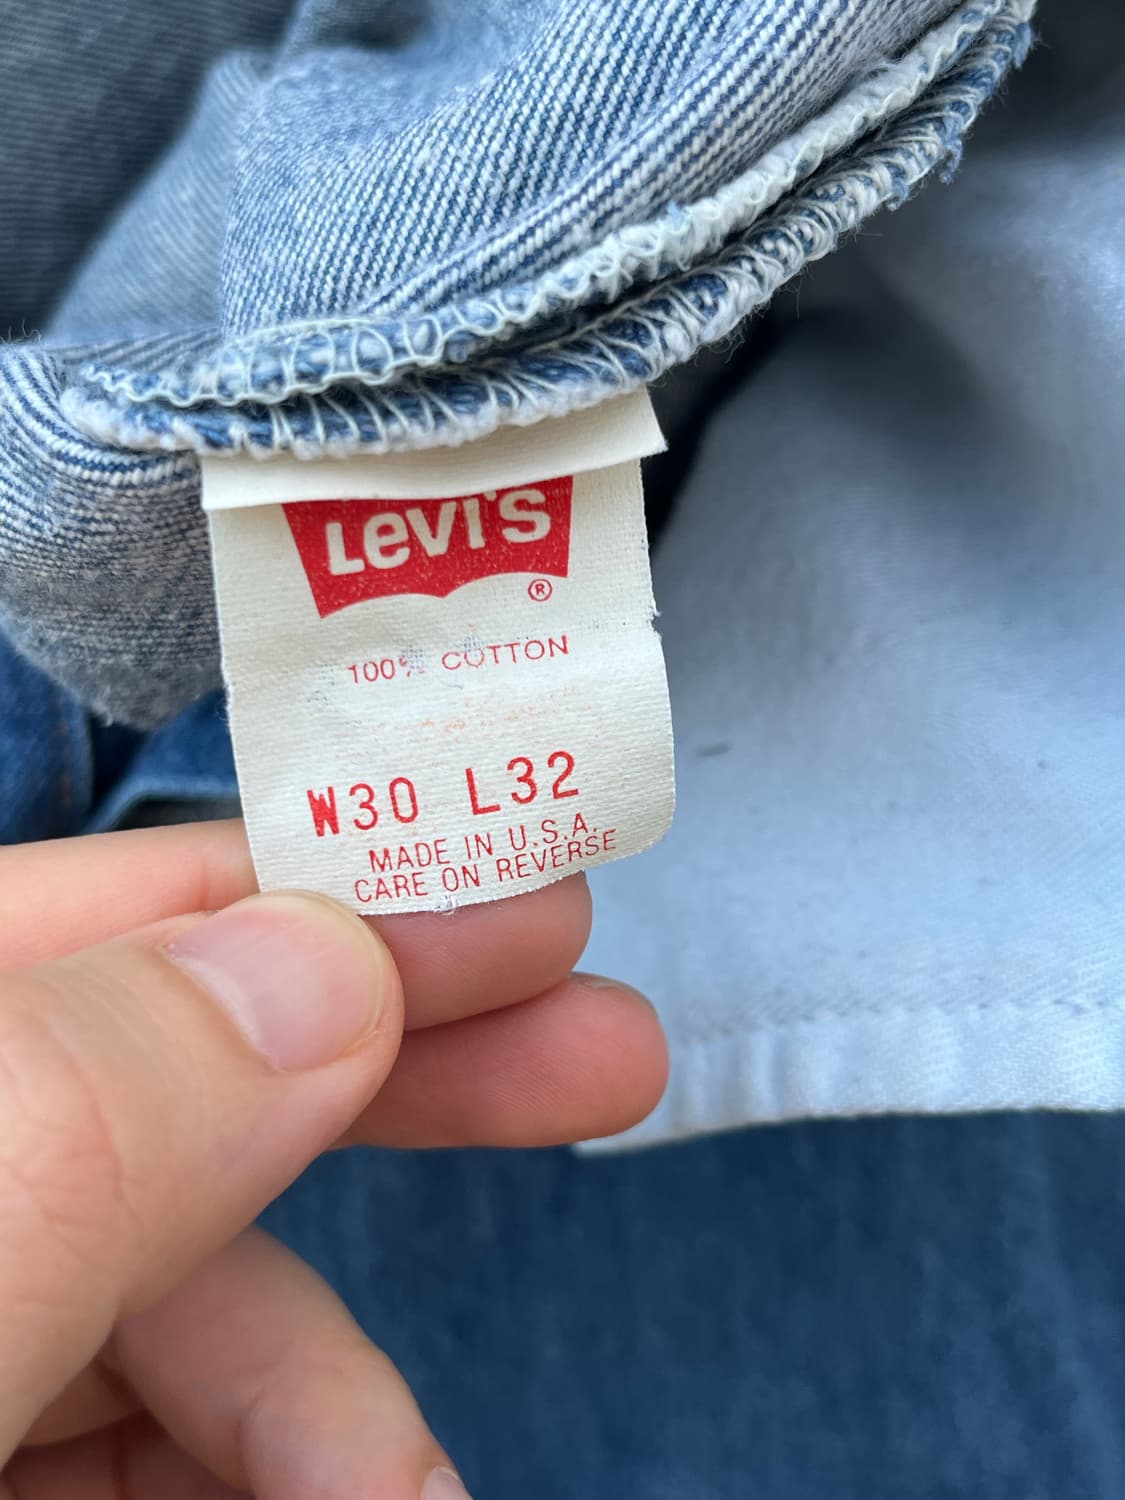 Levi's
®
100% COTTON
W30 L32
MADE IN U.S.A.
CARE ON REVERSE